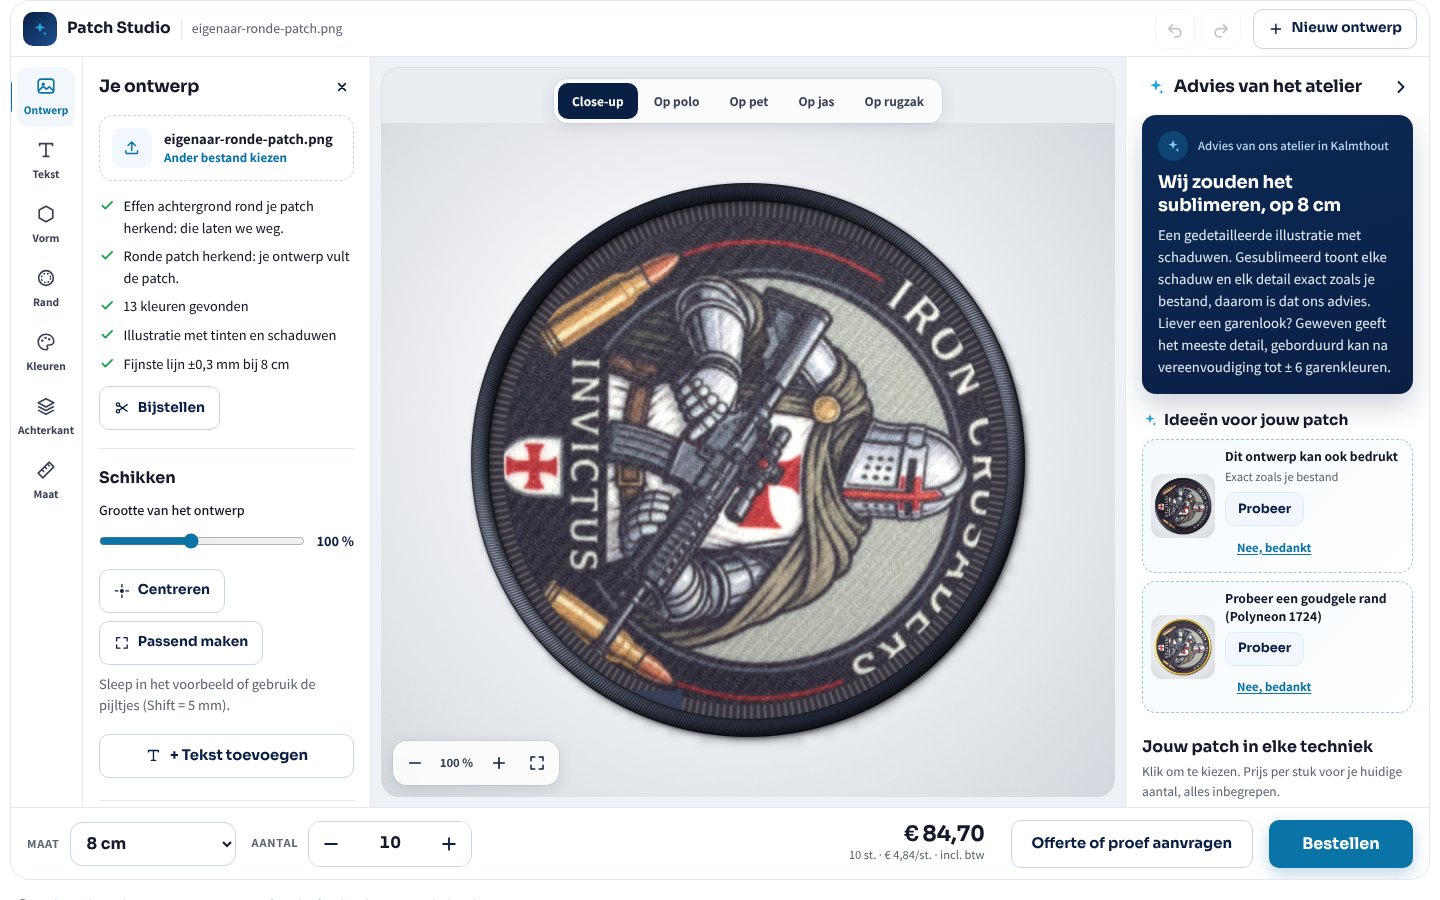 Patch Studio
eigenaar-ronde-patch.png
Nieuw ontwerp
Ontwerp
Tekst
Vorm
Rand
Kleuren
Achterkant
Maat
Je ontwerp
eigenaar-ronde-patch.png
Ander bestand kiezen
Effen achtergrond rond je patch
herkend: die laten we weg.
Ronde patch herkend: je ontwerp vult
de patch.
13 kleuren gevonden
Illustratie met tinten en schaduwen
Fijnste lijn ±0,3 mm bij 8 cm
Bijstellen
Schikken
Grootte van het ontwerp
100 %
Centreren
Passend maken
Sleep in het voorbeeld of gebruik de
pijltjes (Shift = 5 mm).
+ Tekst toevoegen
Close-up
Op polo
Op pet
Op jas
Op rugzak
IRON CRUSADERS
INVICTUS
100 %
Advies van het atelier
Advies van ons atelier in Kalmthout
Wij zouden het
sublimeren, op 8 cm
Een gedetailleerde illustratie met
schaduwen. Gesublimeerd toont elke
schaduw en elk detail exact zoals je
bestand, daarom is dat ons advies.
Liever een garenlook? Geweven geeft
het meeste detail, geborduurd kan na
vereenvoudiging tot ± 6 garenkleuren.
Ideeën voor jouw patch
Dit ontwerp kan ook bedrukt
Exact zoals je bestand
Probeer
Nee, bedankt
Probeer een goudgele rand
(Polyneon 1724)
Probeer
Nee, bedankt
Jouw patch in elke techniek
Klik om te kiezen. Prijs per stuk voor je huidige
aantal, alles inbegrepen.
MAAT
8 cm
AANTAL
10
€ 84,70
10 st. · € 4,84/st. · incl. btw
Offerte of proef aanvragen
Bestellen